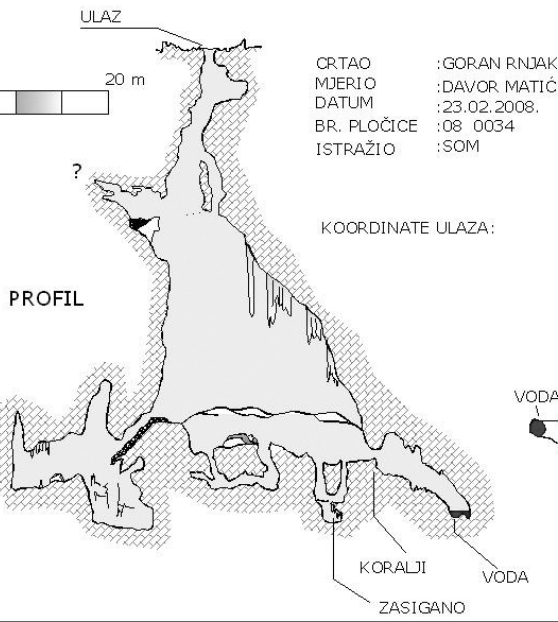 ULAZ
20 m
CRTAO :GORAN RNJAK
MJERIO :DAVOR MATIĆ
DATUM :23.02.2008.
BR. PLOČICE :08 0034
ISTRAŽIO :SOM
?
KOORDINATE ULAZA:
PROFIL
VODA
KORALJI
VODA
ZASIGANO